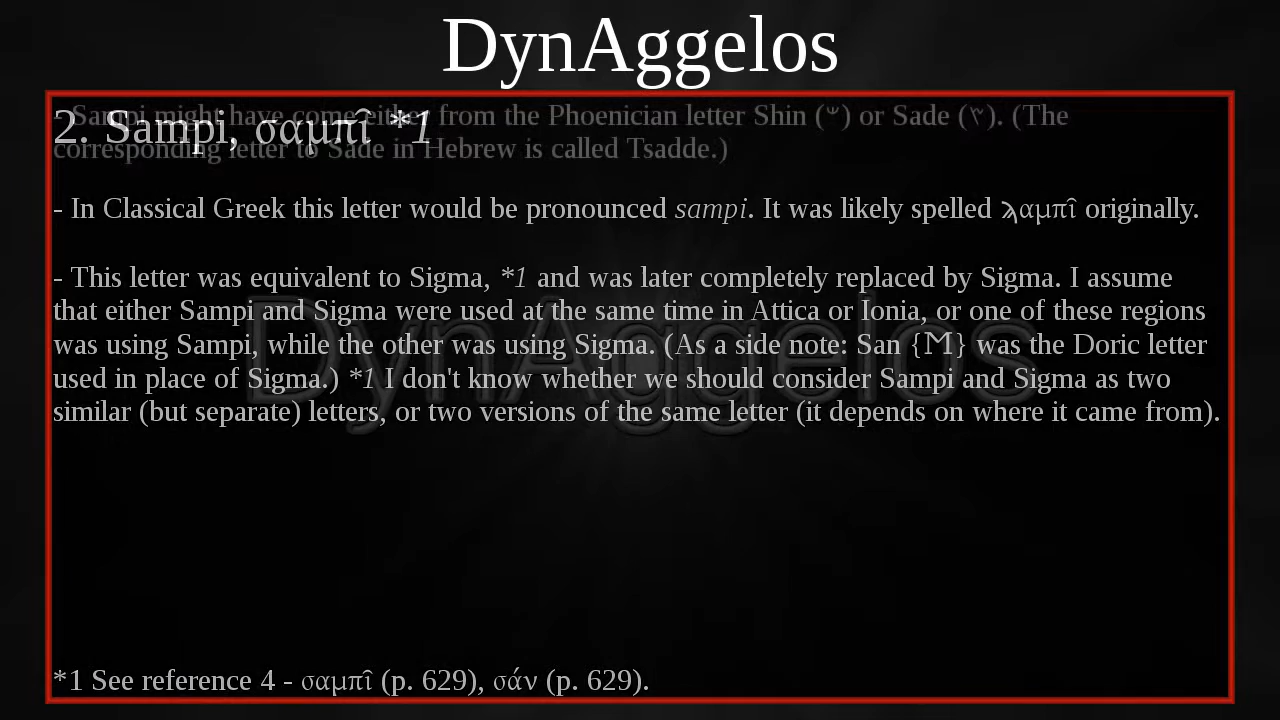 DynAggelos
2. Sampi, σαμπῖ *1
- Sampi might have come either from the Phoenician letter Shin (𐤔) or Sade (𐤑). (The
corresponding letter to Sade in Hebrew is called Tsadde.)
- In Classical Greek this letter would be pronounced sampi. It was likely spelled ϡαμπῖ originally.
- This letter was equivalent to Sigma, *1 and was later completely replaced by Sigma. I assume
that either Sampi and Sigma were used at the same time in Attica or Ionia, or one of these regions
was using Sampi, while the other was using Sigma. (As a side note: San {Ϻ} was the Doric letter
used in place of Sigma.) *1 I don't know whether we should consider Sampi and Sigma as two
similar (but separate) letters, or two versions of the same letter (it depends on where it came from).
DynAggelos
*1 See reference 4 - σαμπῖ (p. 629), σάν (p. 629).